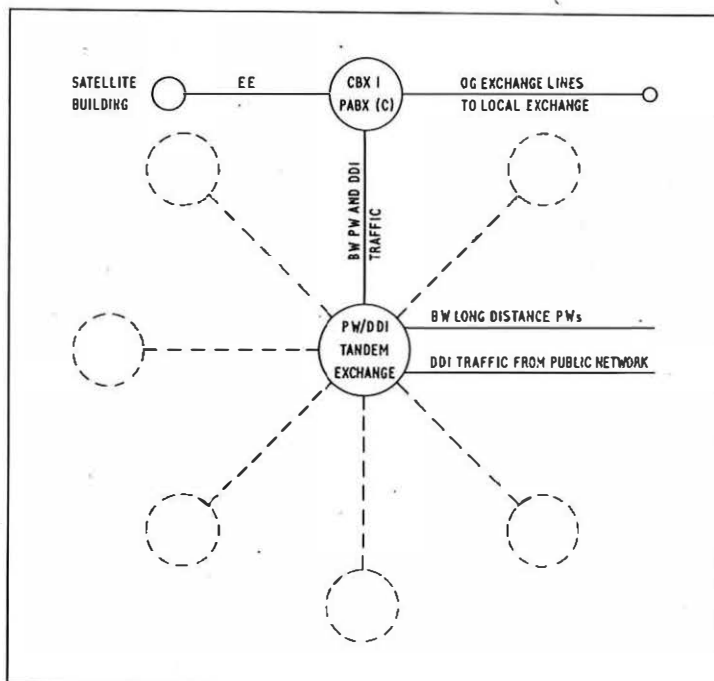 SATELLITE
BUILDING
EE
CBX I
PABX (C)
OG EXCHANGE LINES
TO LOCAL EXCHANGE
BW PW AND DDI
TRAFFIC
PW/DDI
TANDEM
EXCHANGE
BW LONG DISTANCE PWs
DDI TRAFFIC FROM PUBLIC NETWORK